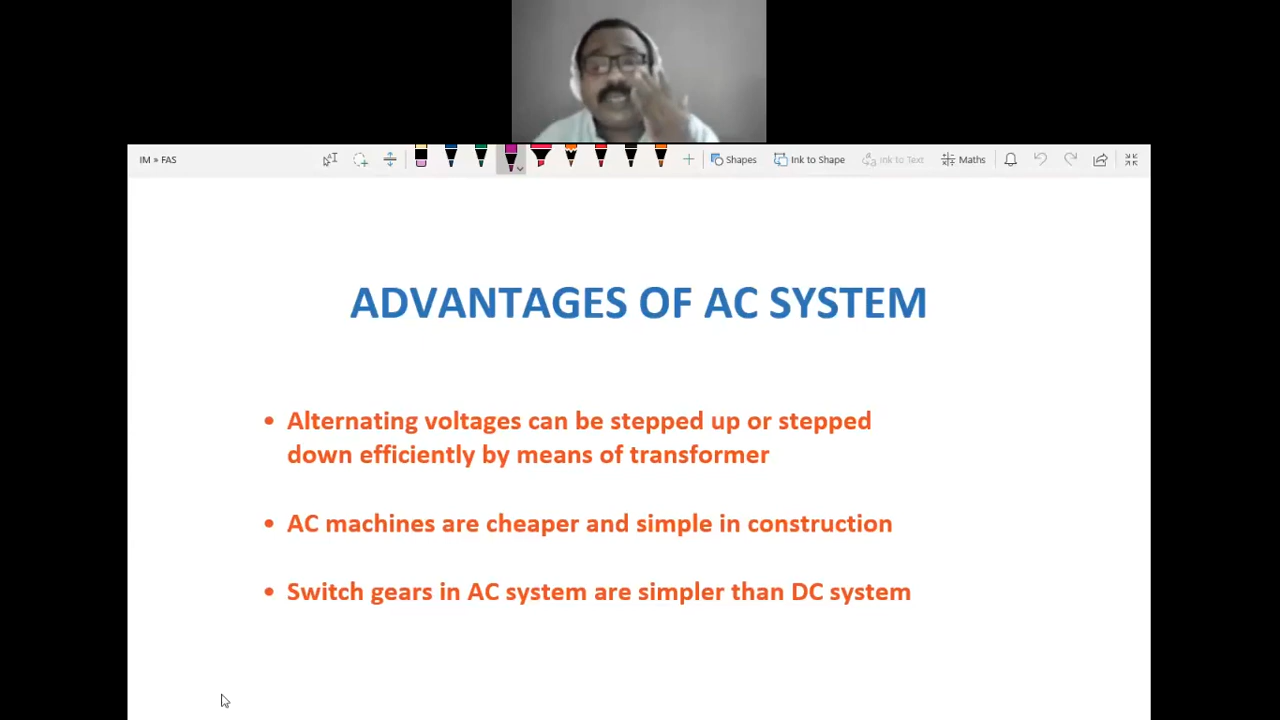 IM » FAS
Shapes
Ink to Shape
Ink to Text
Maths
ADVANTAGES OF AC SYSTEM
• Alternating voltages can be stepped up or stepped
down efficiently by means of transformer
• AC machines are cheaper and simple in construction
• Switch gears in AC system are simpler than DC system